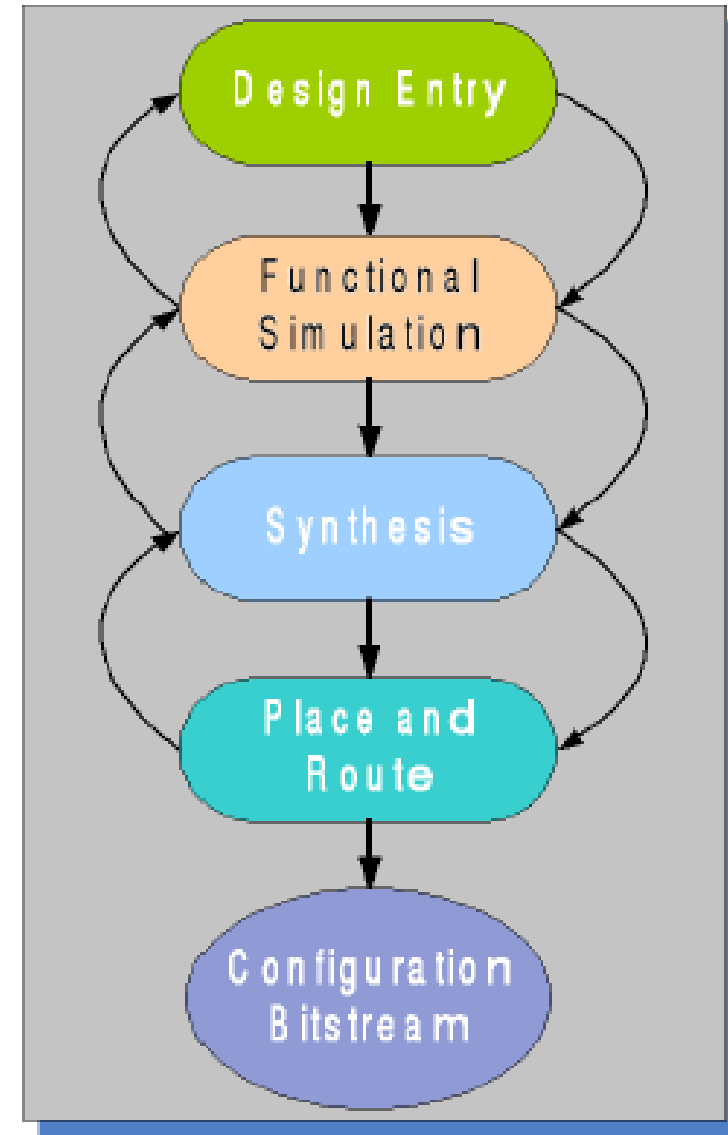 Design Entry
Functional
Simulation
Synthesis
Place and
Route
Configuration
Bitstream